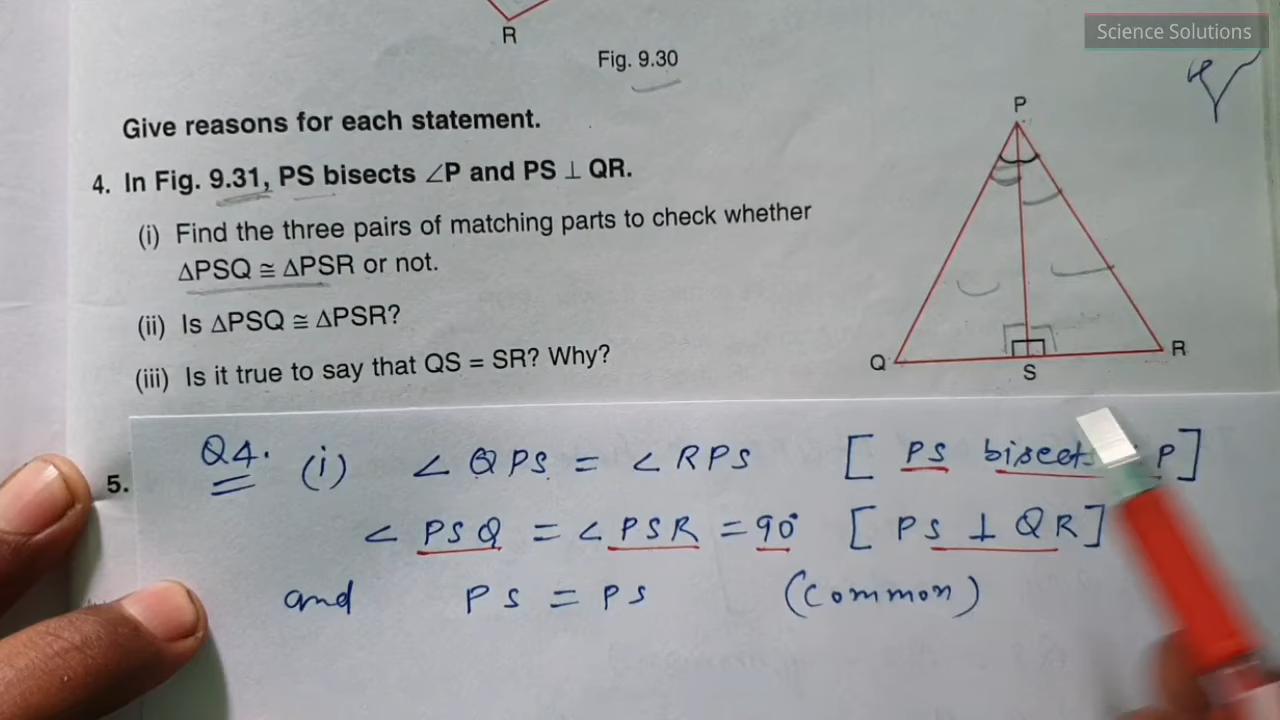 Science Solutions
R
Fig. 9.30
Give reasons for each statement.
P
4. In Fig. 9.31, PS bisects ∠P and PS ⊥ QR.
(i) Find the three pairs of matching parts to check whether
ΔPSQ ≅ ΔPSR or not.
(ii) Is ΔPSQ ≅ ΔPSR?
(iii) Is it true to say that QS = SR? Why?
Q
S
R
5.
Q4. (i) ∠QPS = ∠RPS [PS bisects P]
∠PSQ = ∠PSR = 90° [PS ⊥ QR]
and PS = PS (common)